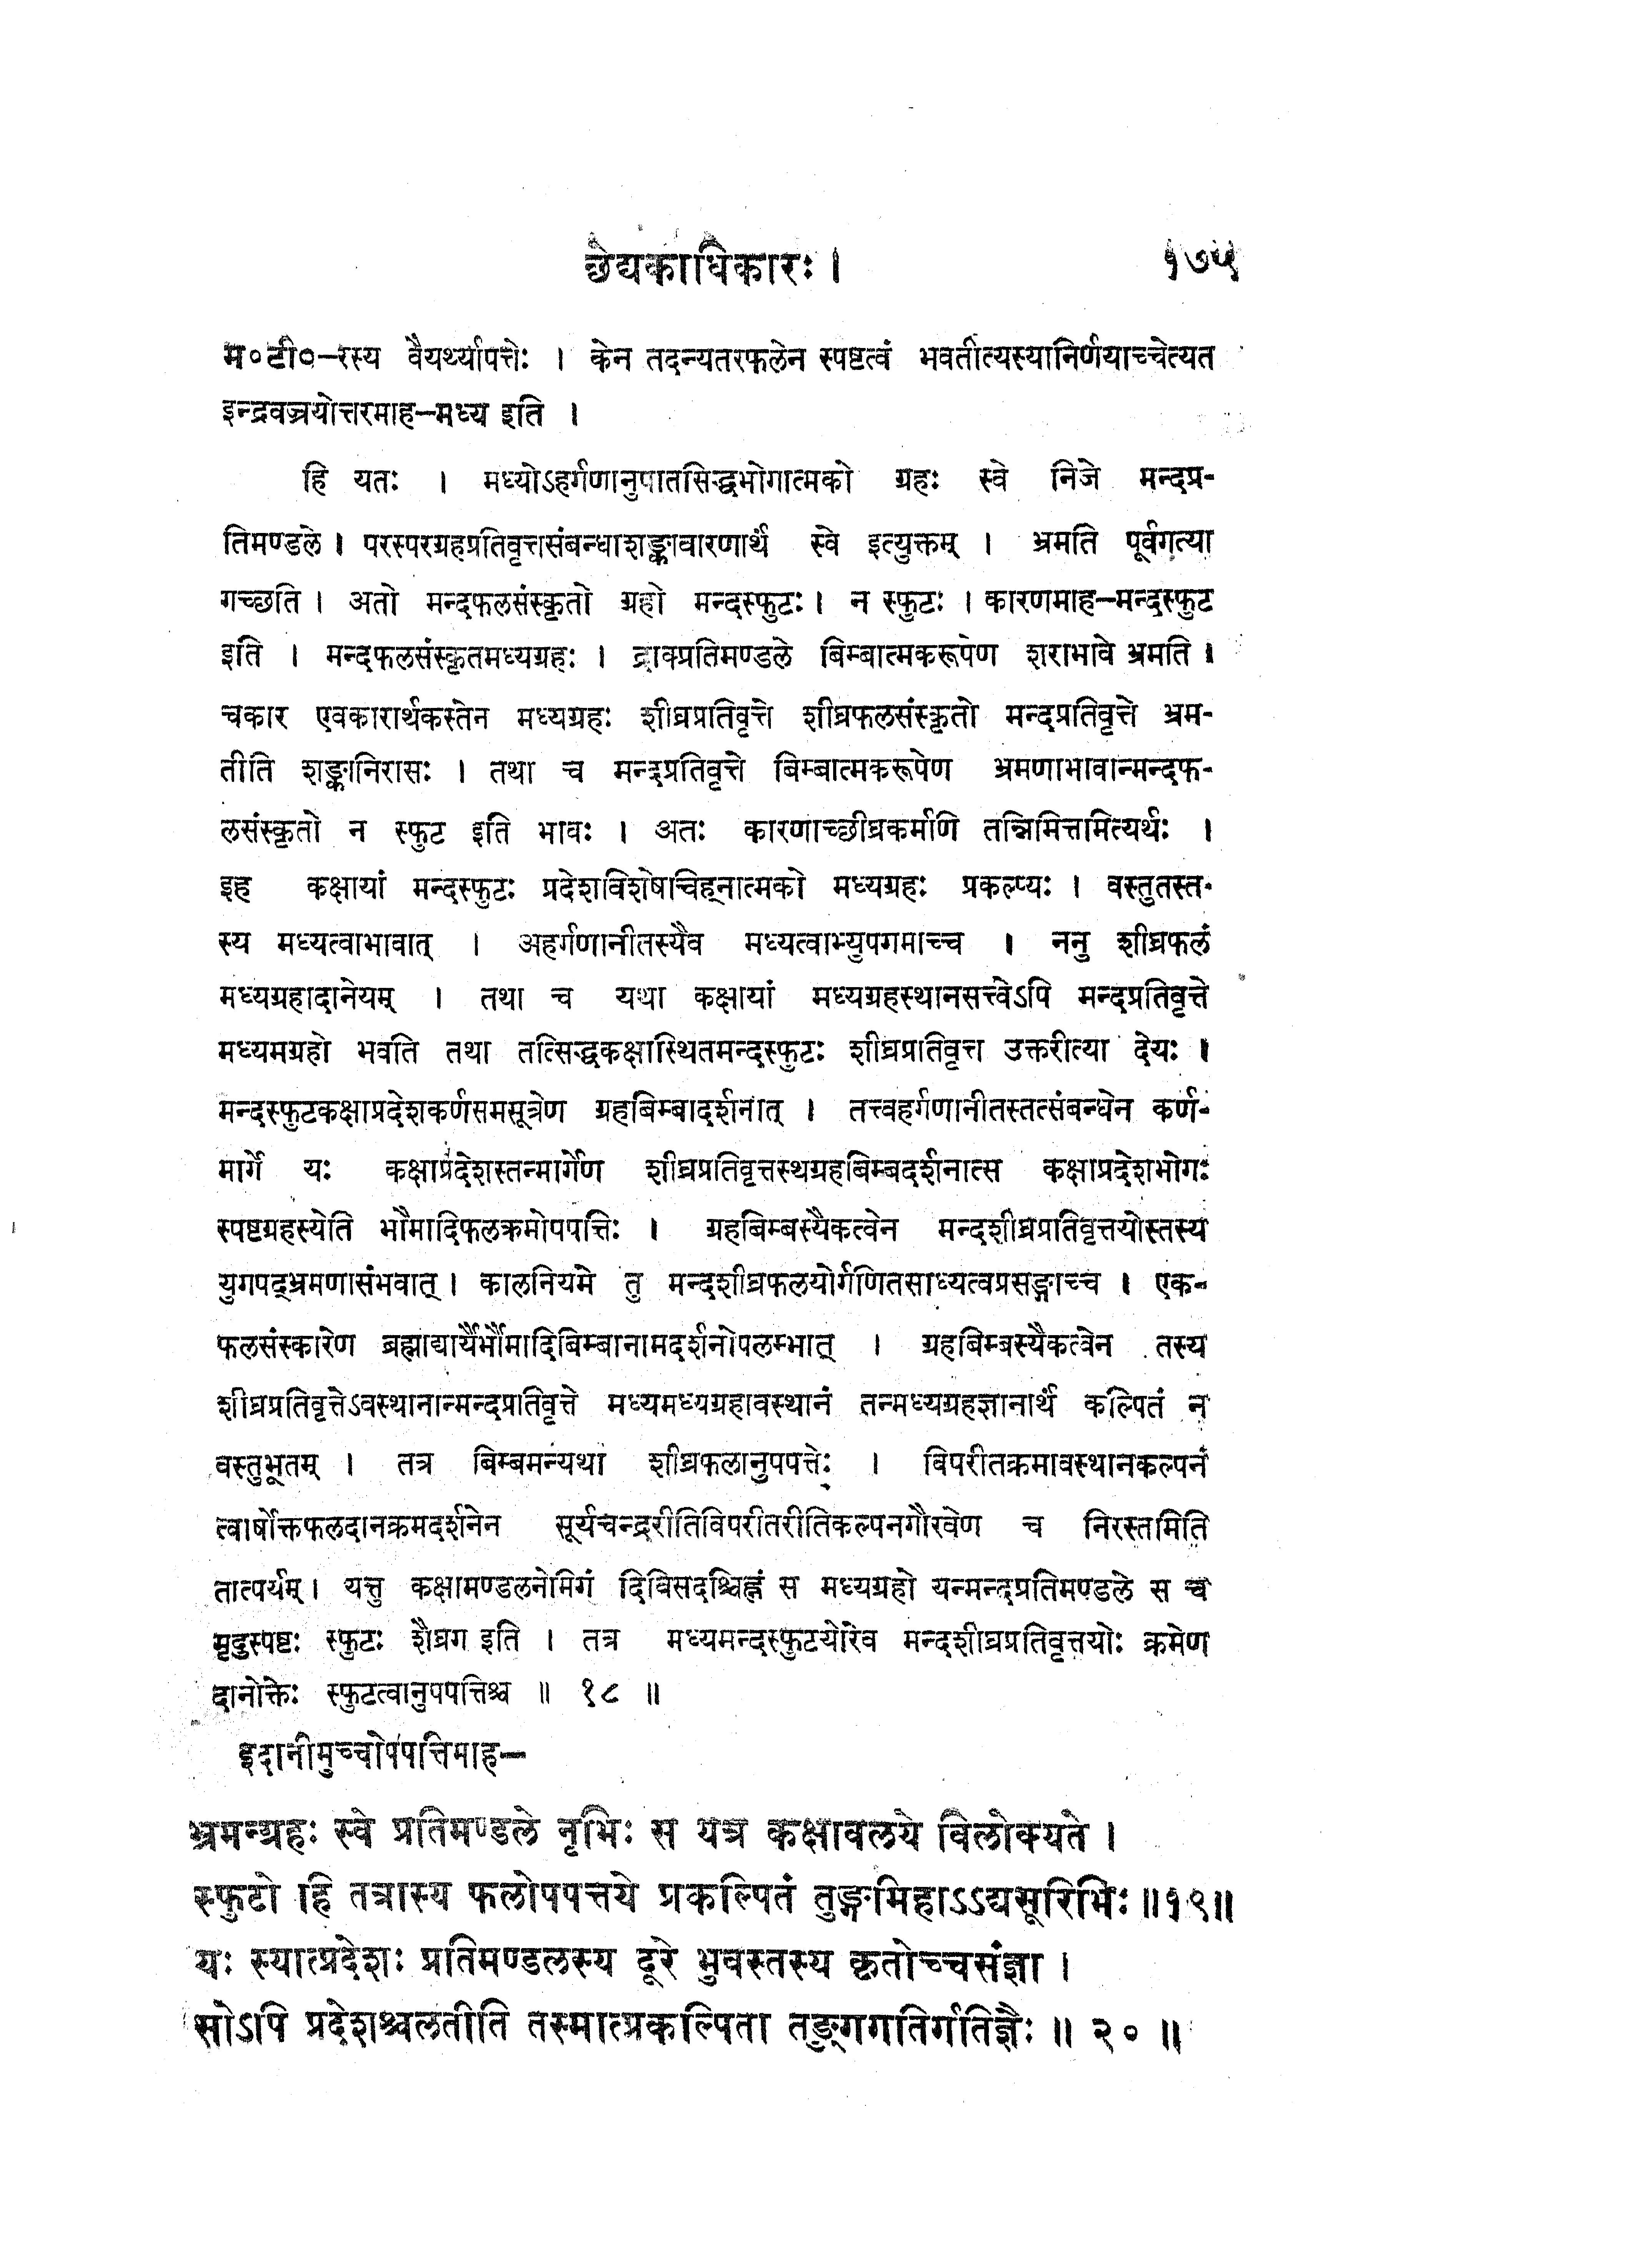 छेद्यकाधिकारः । १७५
म०टी०–रस्य वैयर्थ्यापत्तेः । केन तदन्यतरफलेन स्पष्टत्वं भवतीत्यस्यानिर्णयाच्चेत्यत
इन्द्रवज्रयोत्तरमाह–मध्य इति ।
हि यतः । मध्योऽहर्गणानुपातसिद्धभोगात्मको ग्रहः स्वे निजे मन्दप्र-
तिमण्डले । परस्परग्रहप्रतिवृत्तसंबन्धाशङ्कावारणार्थं स्वे इत्युक्तम् । भ्रमति पूर्वगत्या
गच्छति । अतो मन्दफलसंस्कृतो ग्रहो मन्दस्फुटः । न स्फुटः । कारणमाह–मन्दस्फुट
इति । मन्दफलसंस्कृतमध्यग्रहः । द्राक्प्रतिमण्डले बिम्बात्मकरूपेण शराभावे भ्रमति ।
चकार एवकारार्थकस्तेन मध्यग्रहः शीघ्रप्रतिवृत्ते शीघ्रफलसंस्कृतो मन्दप्रतिवृत्ते भ्रम-
तीति शङ्कानिरासः । तथा च मन्दप्रतिवृत्ते बिम्बात्मकरूपेण भ्रमणाभावान्मन्दफ-
लसंस्कृतो न स्फुट इति भावः । अतः कारणाच्छीघ्रकर्माणि तन्निमित्तमित्यर्थः ।
इह कक्षायां मन्दस्फुटः प्रदेशविशेषचिह्नात्मको मध्यग्रहः प्रकल्प्यः । वस्तुतस्त-
स्य मध्यत्वाभावात् । अहर्गणानीतस्यैव मध्यत्वाभ्युपगमाच्च । ननु शीघ्रफलं
मध्यग्रहादानेयम् । तथा च यथा कक्षायां मध्यग्रहस्थानसत्त्वेऽपि मन्दप्रतिवृत्ते
मध्यमग्रहो भवति तथा तत्सिद्धकक्षास्थितमन्दस्फुटः शीघ्रप्रतिवृत्त उक्तरीत्या देयः ।
मन्दस्फुटकक्षाप्रदेशकर्णसमसूत्रेण ग्रहबिम्बादर्शनात् । तत्त्वहर्गणानीतस्तत्संबन्धेन कर्ण-
मार्गे यः कक्षाप्रदेशस्तन्मार्गेण शीघ्रप्रतिवृत्तस्थग्रहबिम्बदर्शनात्स कक्षाप्रदेशभोगः
स्पष्टग्रहस्येति भौमादिफलक्रमोपपत्तिः । ग्रहबिम्बस्यैकत्वेन मन्दशीघ्रप्रतिवृत्तयोस्तस्य
युगपद्भ्रमणासंभवात् । कालनियमे तु मन्दशीघ्रफलयोर्गणितसाध्यत्वप्रसङ्गाच्च । एक-
फलसंस्कारेण ब्रह्माद्यार्यैर्भौमादिबिम्बानामदर्शनोपलम्भात् । ग्रहबिम्बस्यैकत्वेन तस्य
शीघ्रप्रतिवृत्तेऽवस्थानान्मन्दप्रतिवृत्ते मध्यमध्यग्रहावस्थानं तन्मध्यग्रहज्ञानार्थं कल्पितं न
वस्तुभूतम् । तत्र बिम्बमन्यथा शीघ्रफलानुपपत्तेः । विपरीतक्रमावस्थानकल्पनं
त्वार्षोक्तफलदानक्रमदर्शनेन सूर्यचन्द्ररीतिविपरीतरीतिकल्पनगौरवेण च निरस्तमिति
तात्पर्यम् । यत्तु कक्षामण्डलनेमिगं दिविसदश्चिह्नं स मध्यग्रहो यन्मन्दप्रतिमण्डले स च
मृदुस्पष्टः स्फुटः शैघ्रग इति । तत्र मध्यमन्दस्फुटयोरेव मन्दशीघ्रप्रतिवृत्तयोः क्रमेण
दानोक्तेः स्फुटत्वानुपपत्तिश्च ॥ १८ ॥
इदानीमुच्चोपपत्तिमाह–
भ्रमन्ग्रहः स्वे प्रतिमण्डले नृभिः स यत्र कक्षावलये विलोक्यते ।
स्फुटो हि तत्रास्य फलोपपत्तये प्रकल्पितं तुङ्गमिहाऽऽद्यसूरिभिः ॥१९॥
यः स्यात्प्रदेशः प्रतिमण्डलस्य दूरे भुवस्तस्य कृतोच्चसंज्ञा ।
सोऽपि प्रदेशश्चलतीति तस्मात्प्रकल्पिता तुङ्गगतिर्गतिज्ञैः ॥ २० ॥